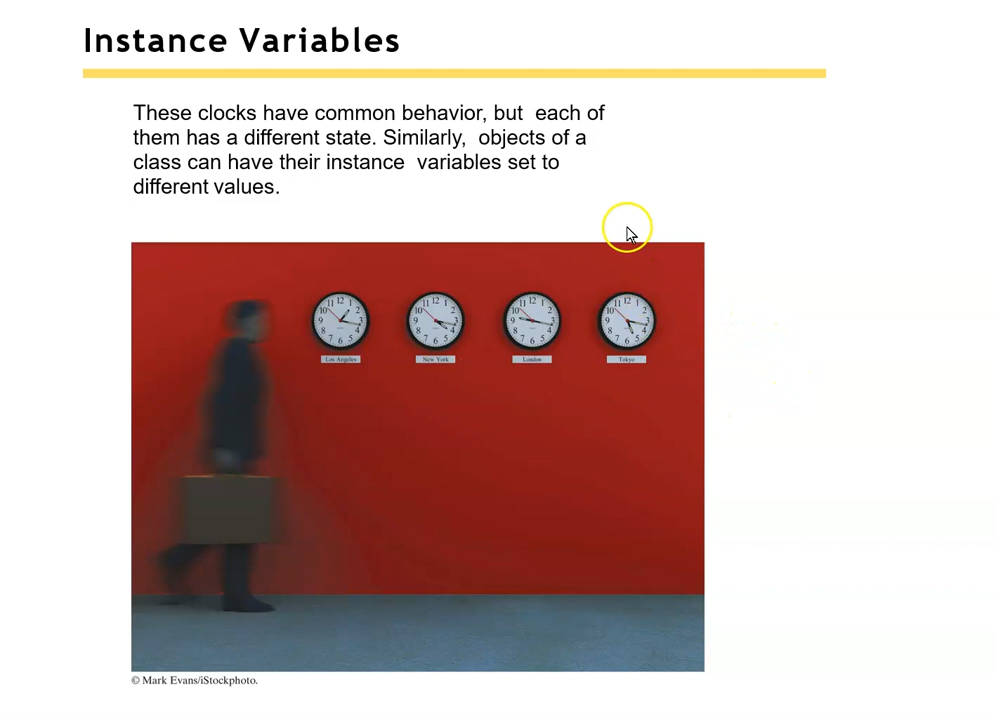 Instance Variables
These clocks have common behavior, but each of
them has a different state. Similarly, objects of a
class can have their instance variables set to
different values.
Los Angeles
New York
London
Tokyo
© Mark Evans/iStockphoto.